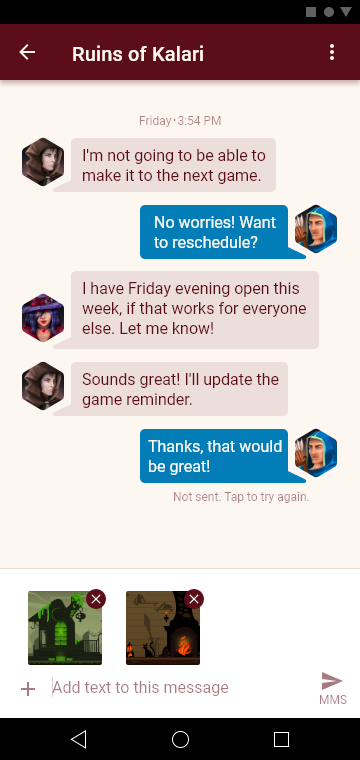 Ruins of Kalari
Friday•3:54 PM
I'm not going to be able to
make it to the next game.
No worries! Want
to reschedule?
I have Friday evening open this
week, if that works for everyone
else. Let me know!
Sounds great! I'll update the
game reminder.
Thanks, that would
be great!
Not sent. Tap to try again.
Add text to this message
MMS